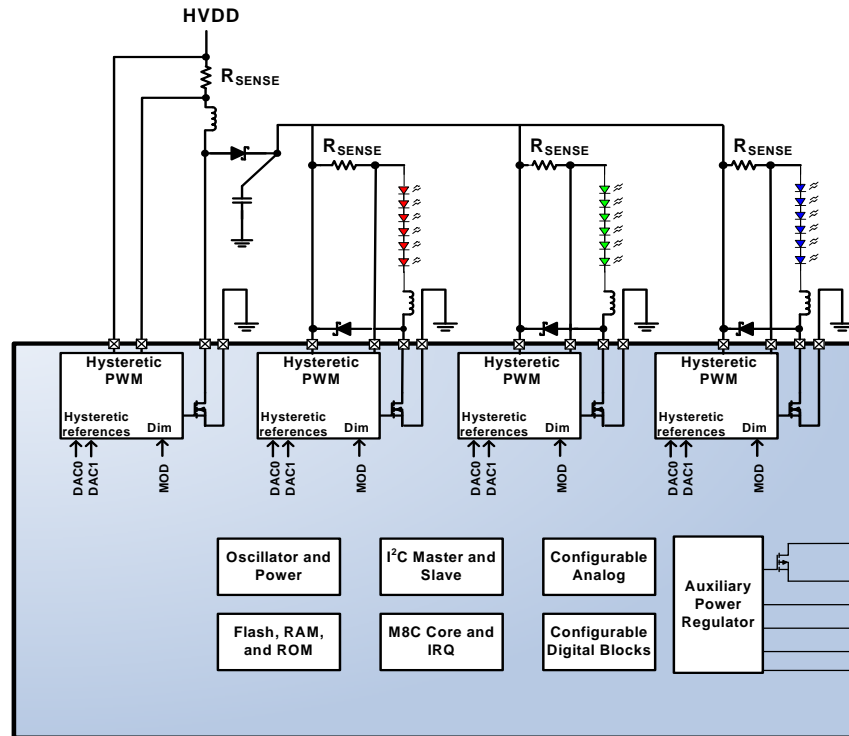 HVDD
RSENSE
RSENSE
RSENSE
RSENSE
Hysteretic
PWM
Hysteretic
references
Dim
DAC0
DAC1
MOD
Hysteretic
PWM
Hysteretic
references
Dim
DAC0
DAC1
MOD
Hysteretic
PWM
Hysteretic
references
Dim
DAC0
DAC1
MOD
Hysteretic
PWM
Hysteretic
references
Dim
DAC0
DAC1
MOD
Oscillator and
Power
I²C Master and
Slave
Configurable
Analog
Auxiliary
Power
Regulator
Flash, RAM,
and ROM
M8C Core and
IRQ
Configurable
Digital Blocks